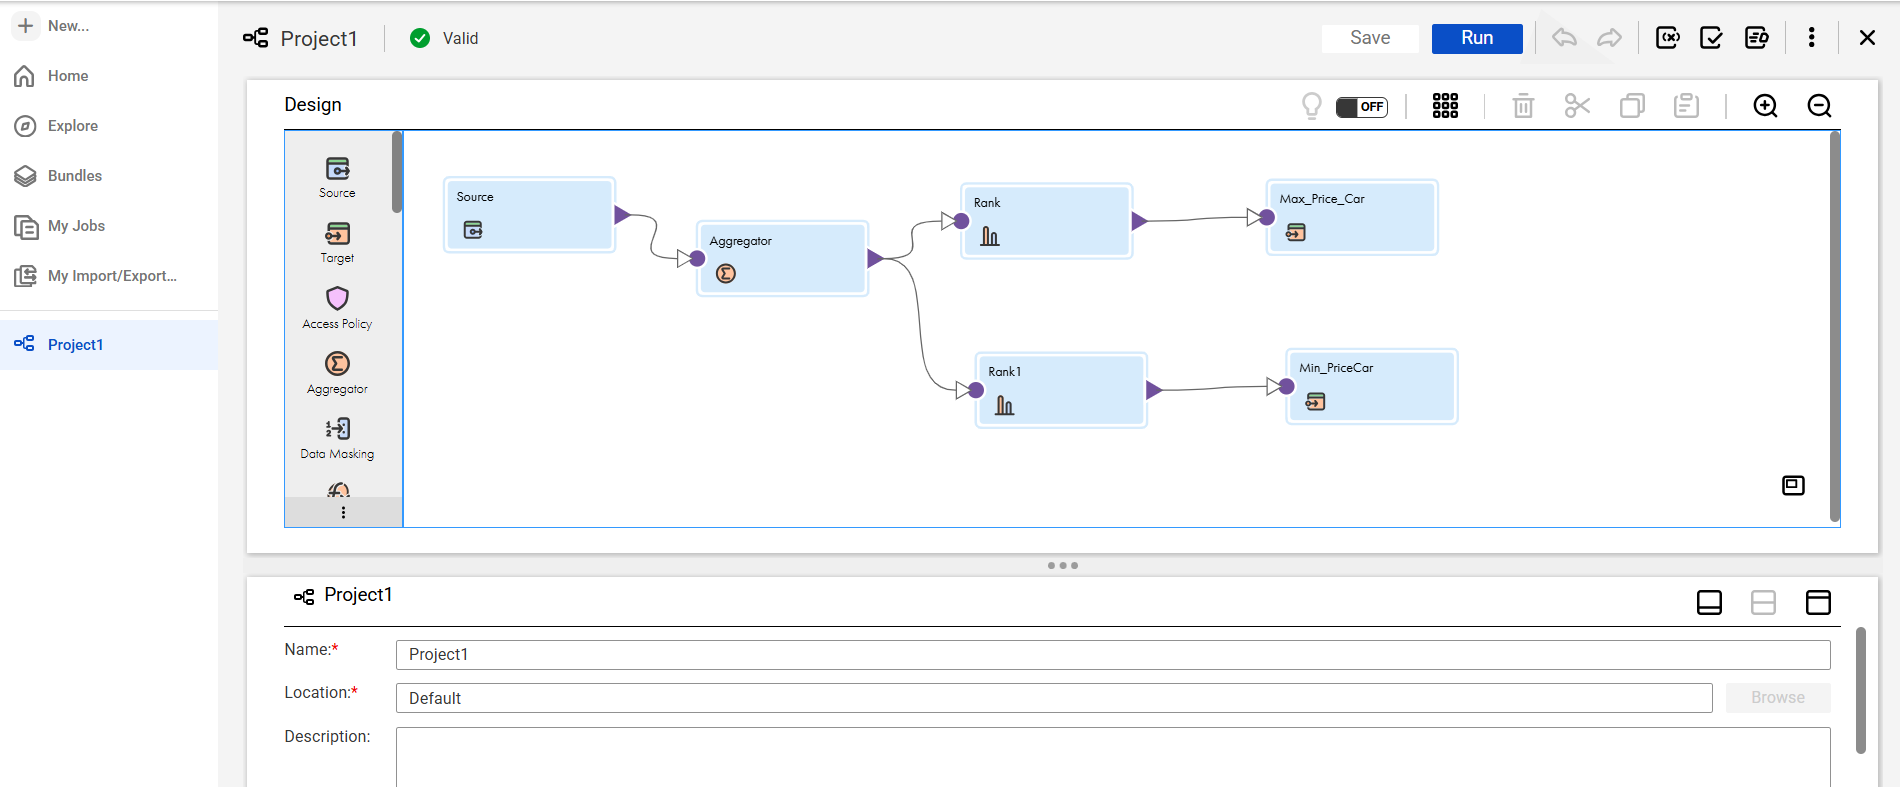 New...
Home
Explore
Bundles
My Jobs
My Import/Export...
Project1
Project1
Valid
Save
Run
Design
OFF
Source
Target
Access Policy
Aggregator
Data Masking
Source
Aggregator
Rank
Max_Price_Car
Rank1
Min_PriceCar
Project1
Name:*
Project1
Location:*
Default
Browse
Description: